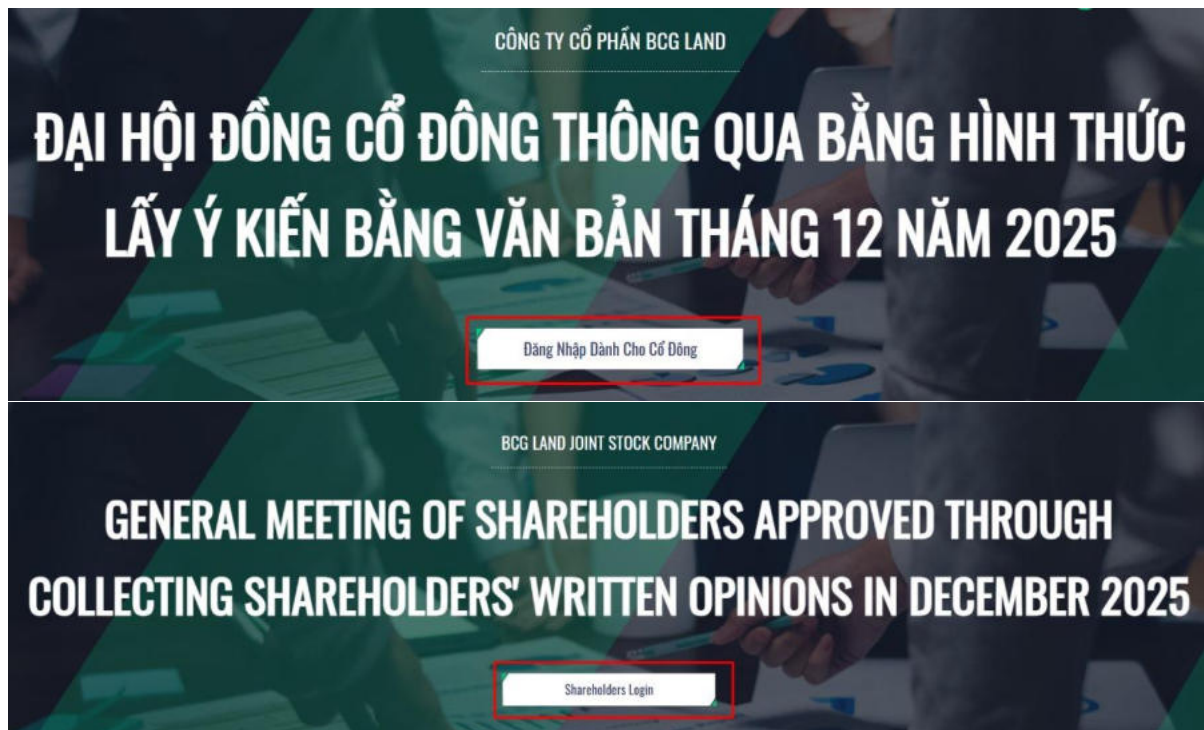 CÔNG TY CỔ PHẦN BCG LAND
ĐẠI HỘI ĐỒNG CỔ ĐÔNG THÔNG QUA BẰNG HÌNH THỨC
LẤY Ý KIẾN BẰNG VĂN BẢN THÁNG 12 NĂM 2025
Đăng Nhập Dành Cho Cổ Đông
BCG LAND JOINT STOCK COMPANY
GENERAL MEETING OF SHAREHOLDERS APPROVED THROUGH
COLLECTING SHAREHOLDERS' WRITTEN OPINIONS IN DECEMBER 2025
Shareholders Login